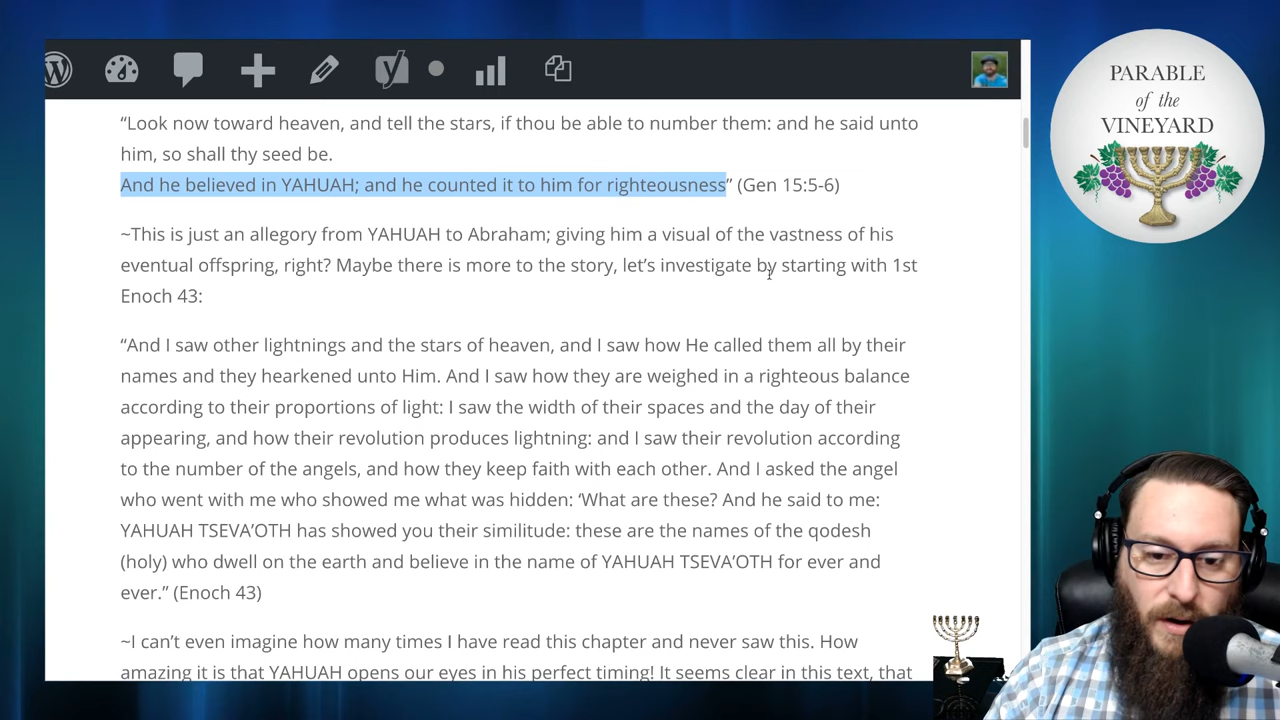 PARABLE
of the
VINEYARD
“Look now toward heaven, and tell the stars, if thou be able to number them: and he said unto
him, so shall thy seed be.
And he believed in YAHUAH; and he counted it to him for righteousness” (Gen 15:5-6)
~This is just an allegory from YAHUAH to Abraham; giving him a visual of the vastness of his
eventual offspring, right? Maybe there is more to the story, let’s investigate by starting with 1st
Enoch 43:
“And I saw other lightnings and the stars of heaven, and I saw how He called them all by their
names and they hearkened unto Him. And I saw how they are weighed in a righteous balance
according to their proportions of light: I saw the width of their spaces and the day of their
appearing, and how their revolution produces lightning: and I saw their revolution according
to the number of the angels, and how they keep faith with each other. And I asked the angel
who went with me who showed me what was hidden: ‘What are these? And he said to me:
YAHUAH TSEVA’OTH has showed you their similitude: these are the names of the qodesh
(holy) who dwell on the earth and believe in the name of YAHUAH TSEVA’OTH for ever and
ever.” (Enoch 43)
~I can’t even imagine how many times I have read this chapter and never saw this. How
amazing it is that YAHUAH opens our eyes in his perfect timing! It seems clear in this text, that